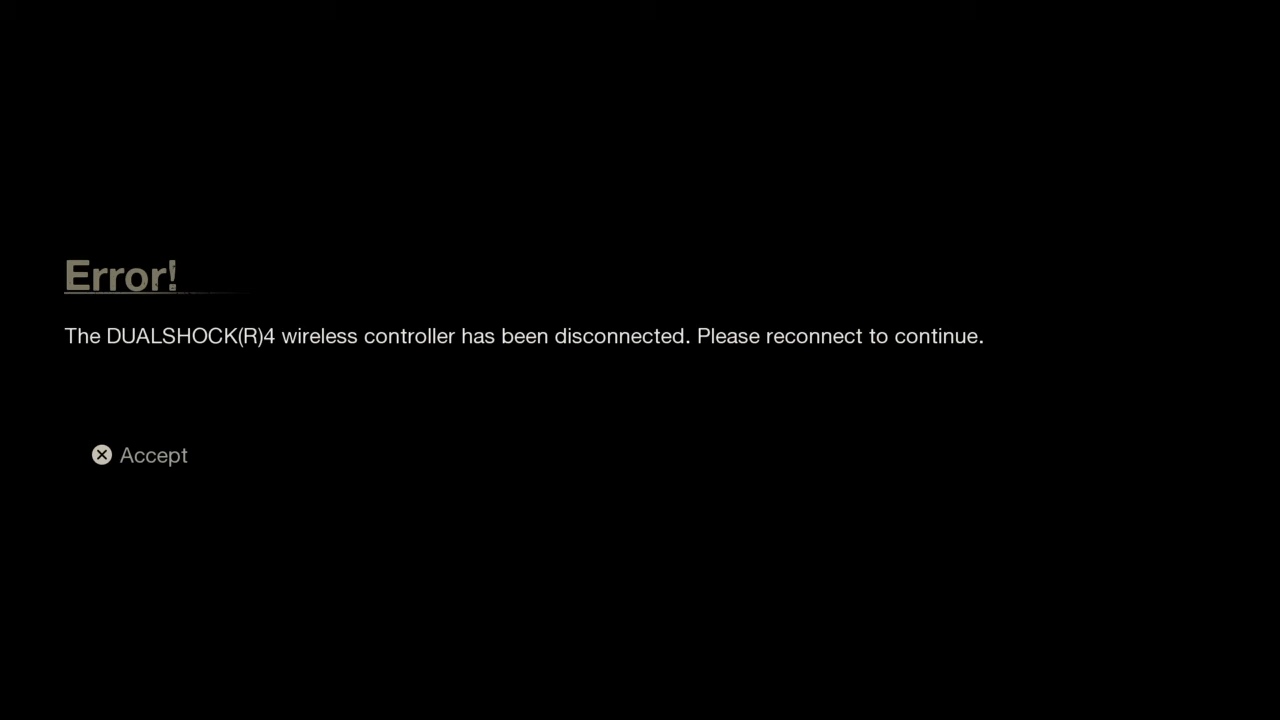 Error!
The DUALSHOCK(R)4 wireless controller has been disconnected. Please reconnect to continue.
Accept